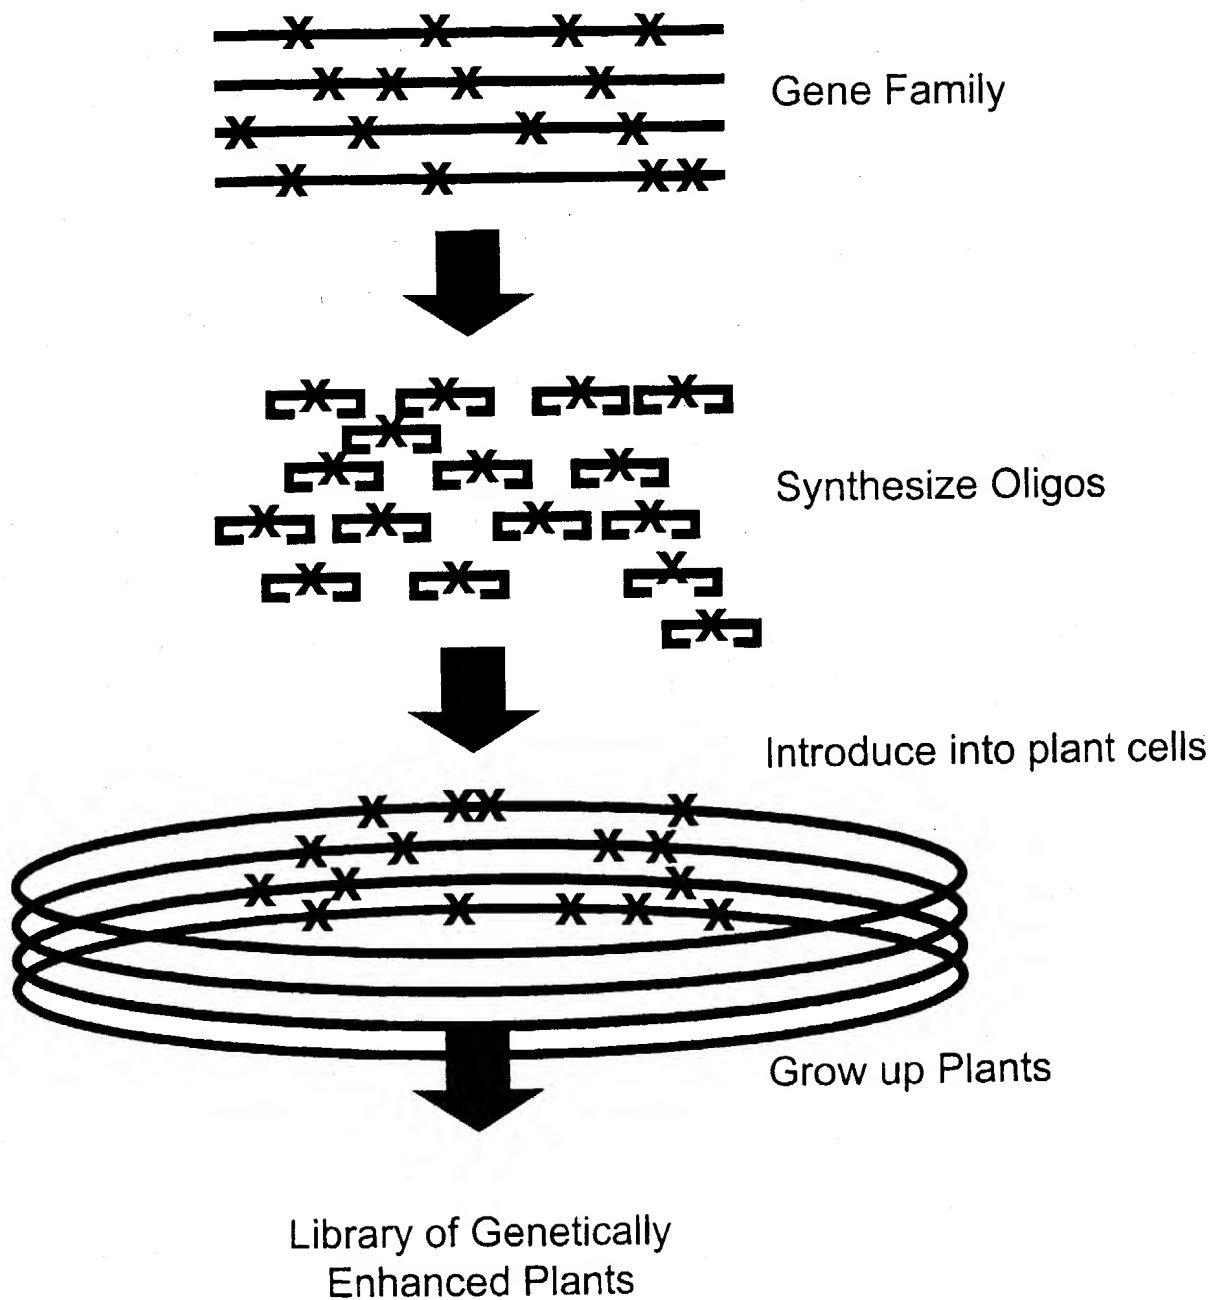 Gene Family
Synthesize Oligos
Introduce into plant cells
Grow up Plants
Library of Genetically
Enhanced Plants